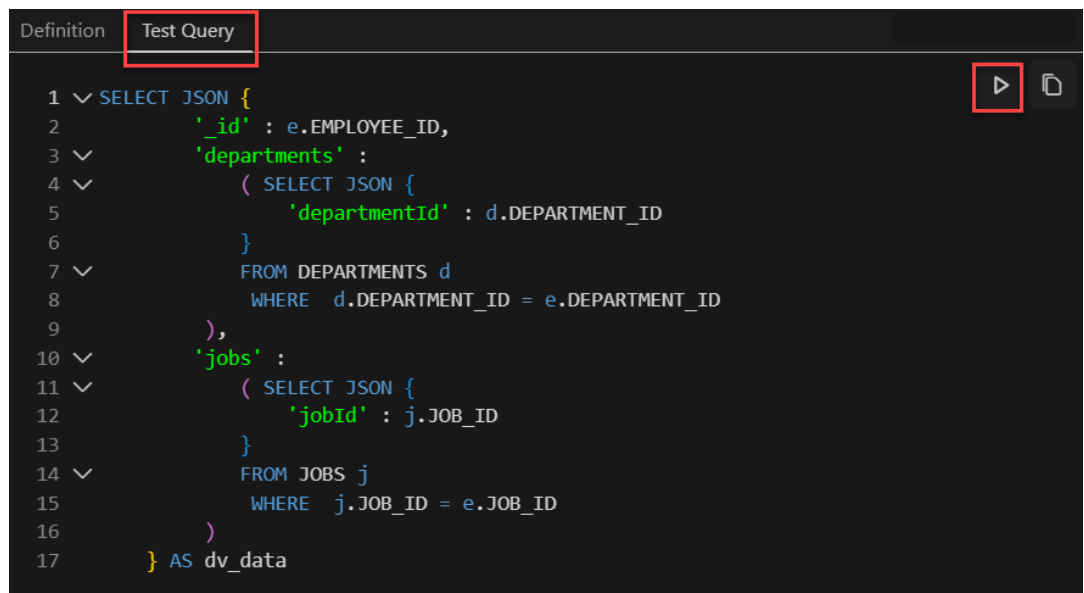 Definition Test Query
1 SELECT JSON {
2 '_id' : e.EMPLOYEE_ID,
3 'departments' :
4 ( SELECT JSON {
5 'departmentId' : d.DEPARTMENT_ID
6 }
7 FROM DEPARTMENTS d
8 WHERE d.DEPARTMENT_ID = e.DEPARTMENT_ID
9 ),
10 'jobs' :
11 ( SELECT JSON {
12 'jobId' : j.JOB_ID
13 }
14 FROM JOBS j
15 WHERE j.JOB_ID = e.JOB_ID
16 )
17 } AS dv_data